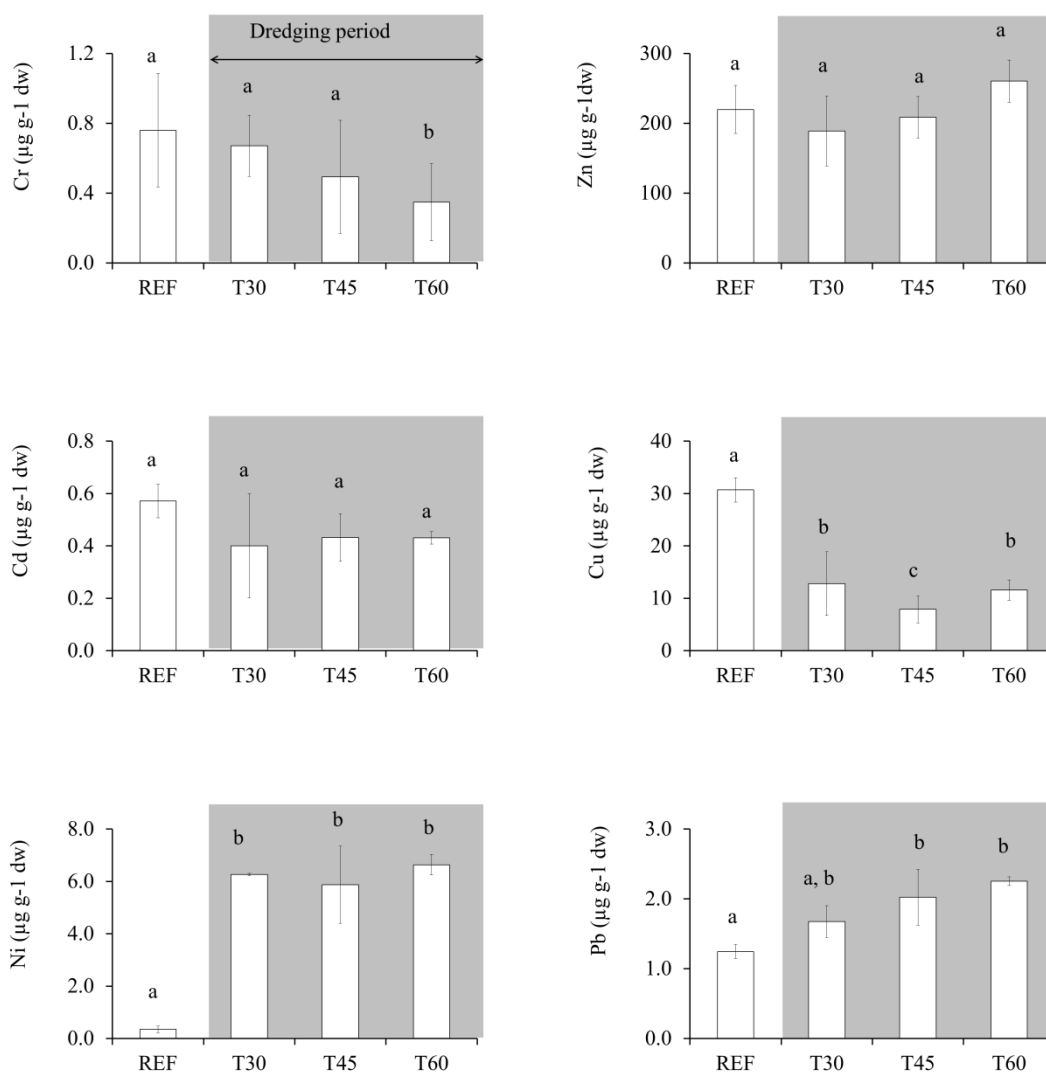 Dredging period
Cr (µg g-1 dw)
1.2
0.8
0.4
0.0
a
a
a
b
REF T30 T45 T60
Zn (µg g-1dw)
300
200
100
0
a
a
a
a
REF T30 T45 T60
Cd (µg g-1 dw)
0.8
0.6
0.4
0.2
0.0
a
a
a
a
REF T30 T45 T60
Cu (µg g-1 dw)
40
30
20
10
0
a
b
c
b
REF T30 T45 T60
Ni (µg g-1 dw)
8.0
6.0
4.0
2.0
0.0
a
b
b
b
REF T30 T45 T60
Pb (µg g-1 dw)
3.0
2.0
1.0
0.0
a
a, b
b
b
REF T30 T45 T60